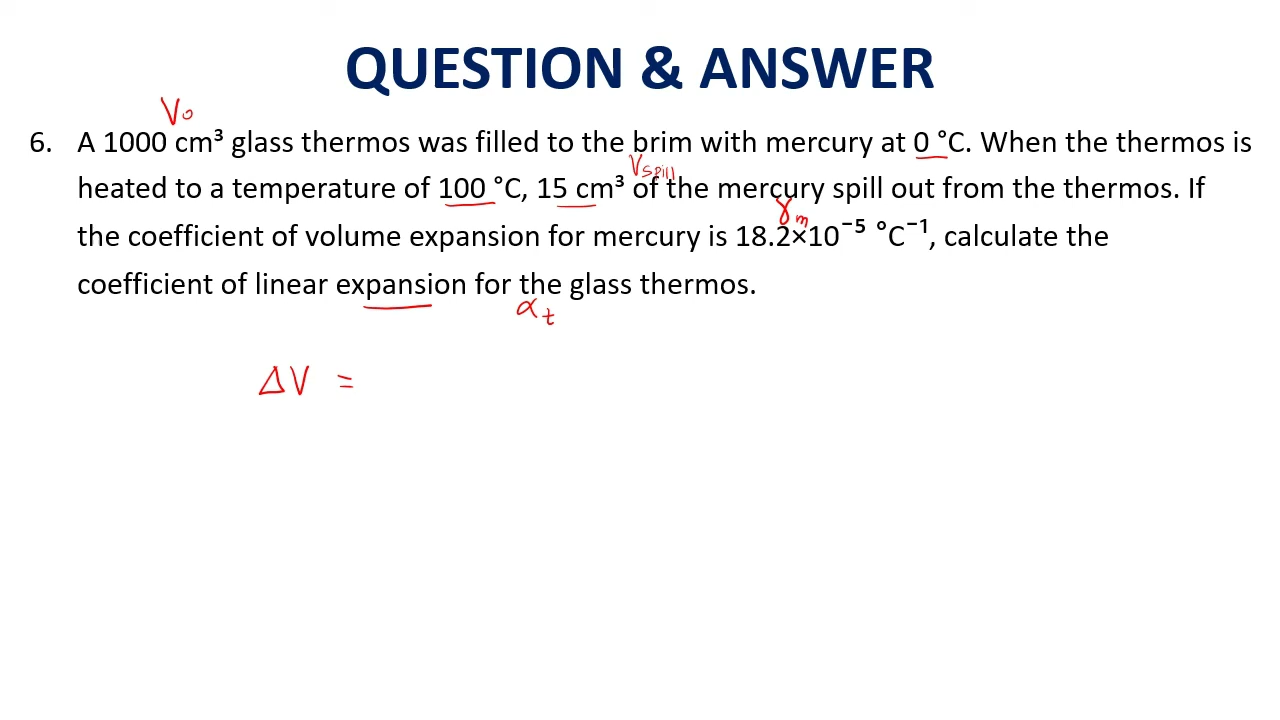 QUESTION & ANSWER
V₀
6. A 1000 cm³ glass thermos was filled to the brim with mercury at 0 °C. When the thermos is
Vspill
heated to a temperature of 100 °C, 15 cm³ of the mercury spill out from the thermos. If
γm
the coefficient of volume expansion for mercury is 18.2×10⁻⁵ °C⁻¹, calculate the
coefficient of linear expansion for the glass thermos.
αt
ΔV =